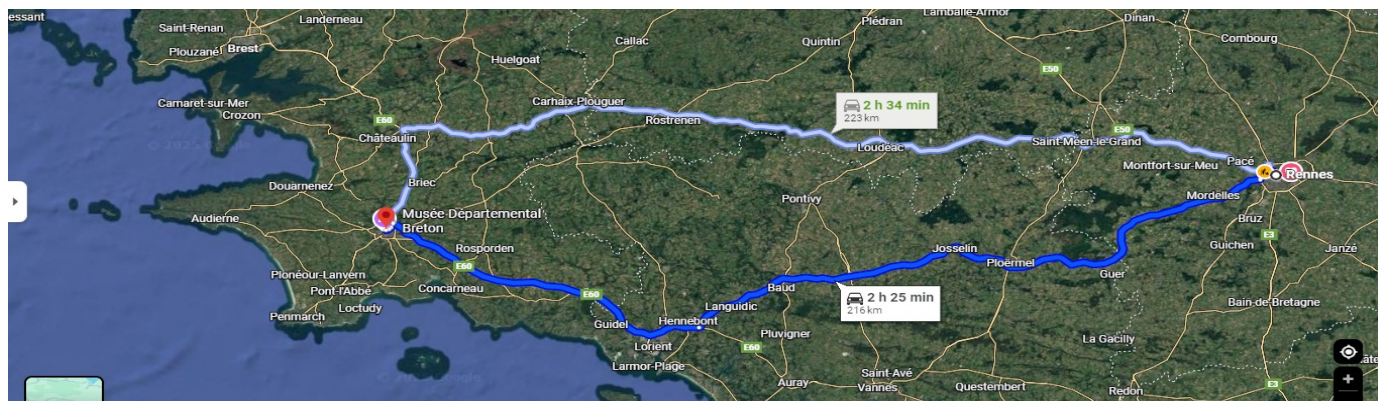 essant
Landerneau
Plédran
Lamballe-Armor
Dinan
Saint-Renan
Plouzané
Brest
Callac
Quintin
Combourg
Huelgoat
E50
Camaret-sur-Mer
Crozon
Carhaix-Plouguer
2 h 34 min
223 km
E60
Rostrenen
E50
Châteaulin
Loudéac
Saint-Méen-le-Grand
Montfort-sur-Meu
Pacé
Rennes
Douarnenez
Briec
Pontivy
Mordelles
Audierne
Musée Départemental
Breton
Bruz
E3
Rosporden
Josselin
Guichen
Janzé
E60
Ploërmel
Guer
Plonéour-Lanvern
Pont-l'Abbé
Concarneau
Baud
2 h 25 min
216 km
E60
Bain-de-Bretagne
Loctudy
Penmarch
Languidic
Guidel
Hennebont
Pluvigner
La Gacilly
Lorient
E60
Larmor-Plage
Saint-Avé
Auray
Vannes
Questembert
Redon
E3